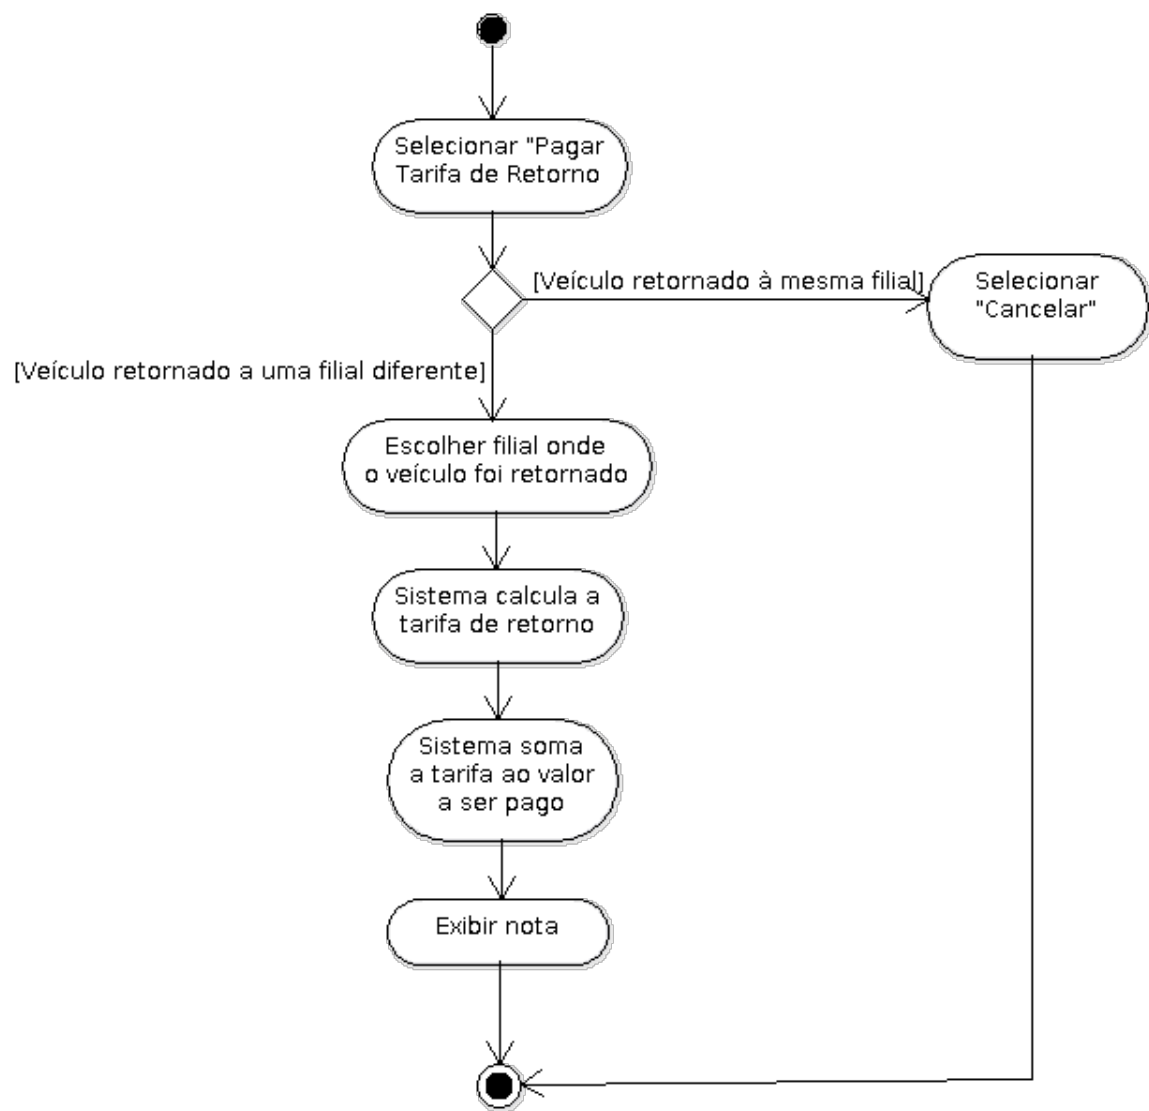 Selecionar "Pagar
Tarifa de Retorno
[Veículo retornado à mesma filial]
Selecionar
"Cancelar"
[Veículo retornado a uma filial diferente]
Escolher filial onde
o veículo foi retornado
Sistema calcula a
tarifa de retorno
Sistema soma
a tarifa ao valor
a ser pago
Exibir nota